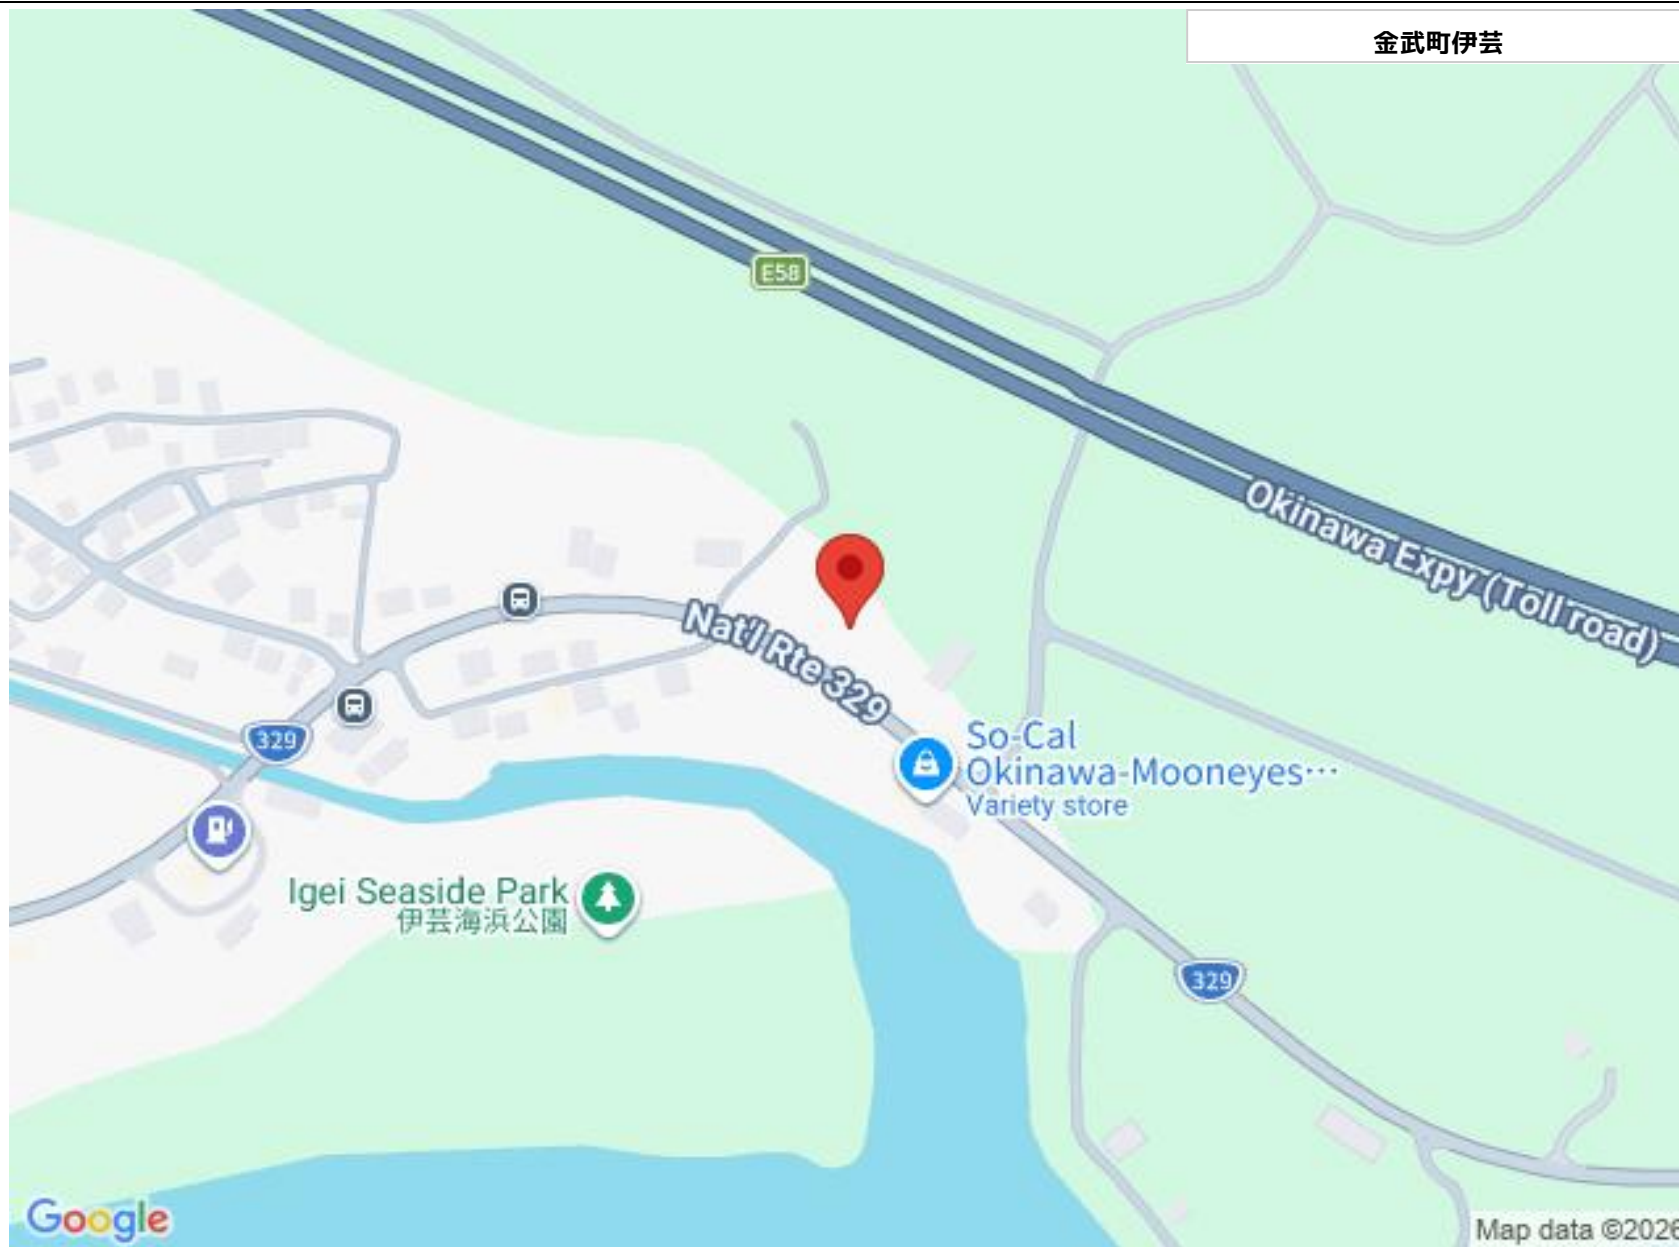 金武町伊芸
E58
Okinawa Expy (Toll road)
Nat'l Rte 329
So-Cal
Okinawa-Mooneyes…
Variety store
329
Igei Seaside Park
伊芸海浜公園
329
Google
Map data ©2026